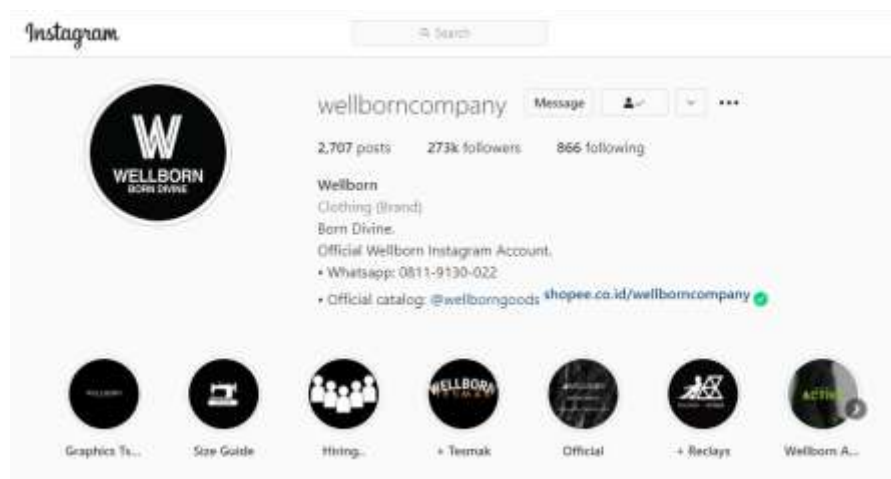 Instagram
Search
W
WELLBORN
BORN DIVINE
wellborncompany Message
2,707 posts 273k followers 866 following
Wellborn
Clothing (Brand)
Born Divine.
Official Wellborn Instagram Account.
• Whatsapp: 0811-9130-022
• Official catalog: @wellborngoods shopee.co.id/wellborncompany
WELLBORN
ACTIVE
Graphics Ts... Size Guide Hiring.. + Tesmak Official + Reclays Wellborn A...